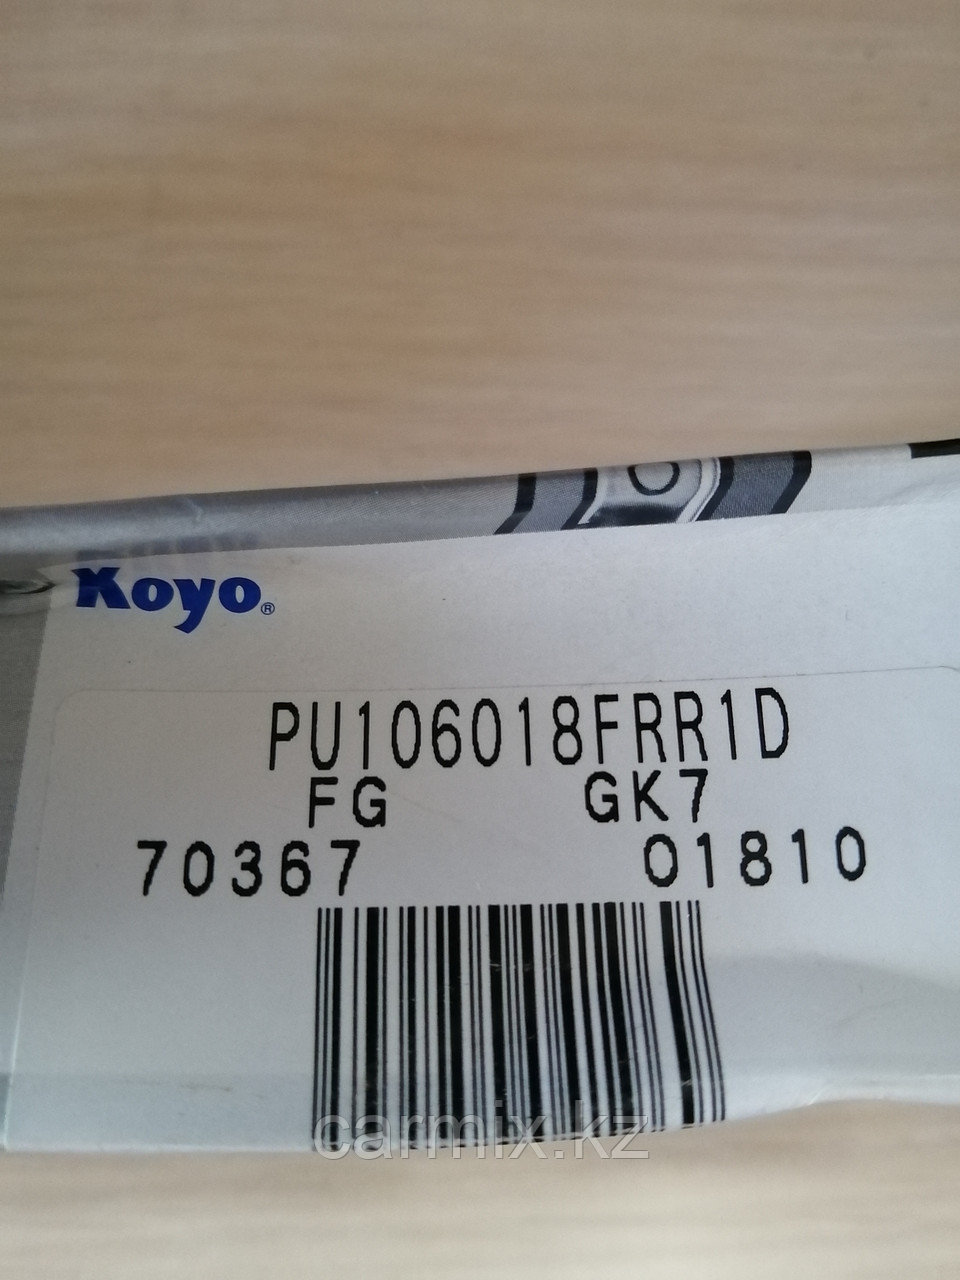 Koyo®
PU106018FRR1D
FG GK7
70367 01810
carmix.kz